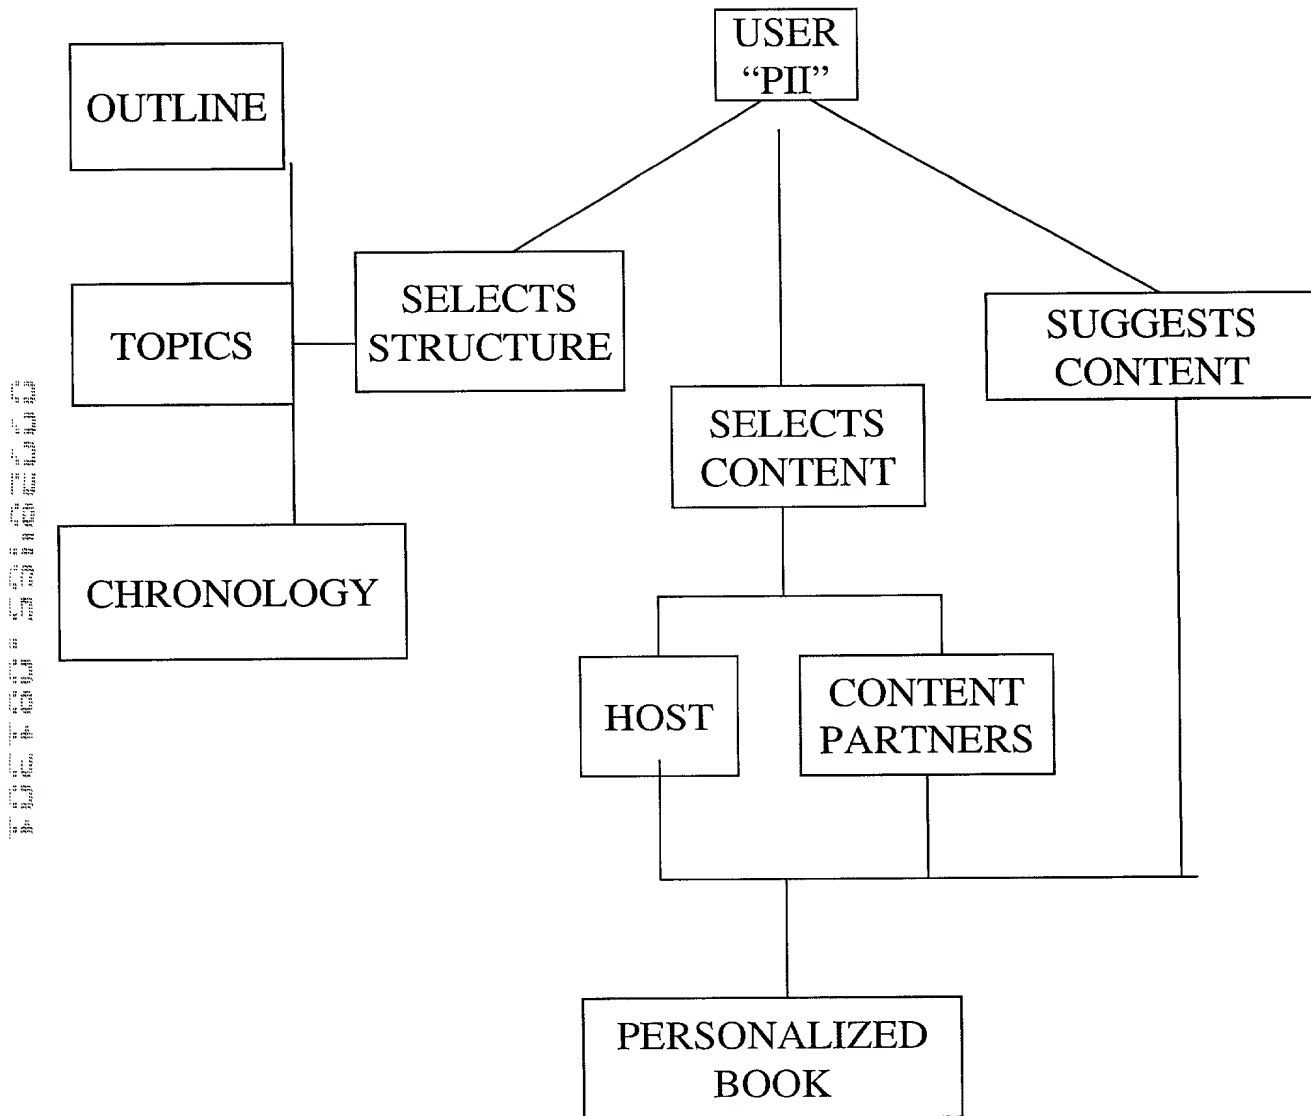 USER
“PII”
OUTLINE
SELECTS
STRUCTURE
TOPICS
SUGGESTS
CONTENT
SELECTS
CONTENT
CHRONOLOGY
HOST
CONTENT
PARTNERS
PERSONALIZED
BOOK